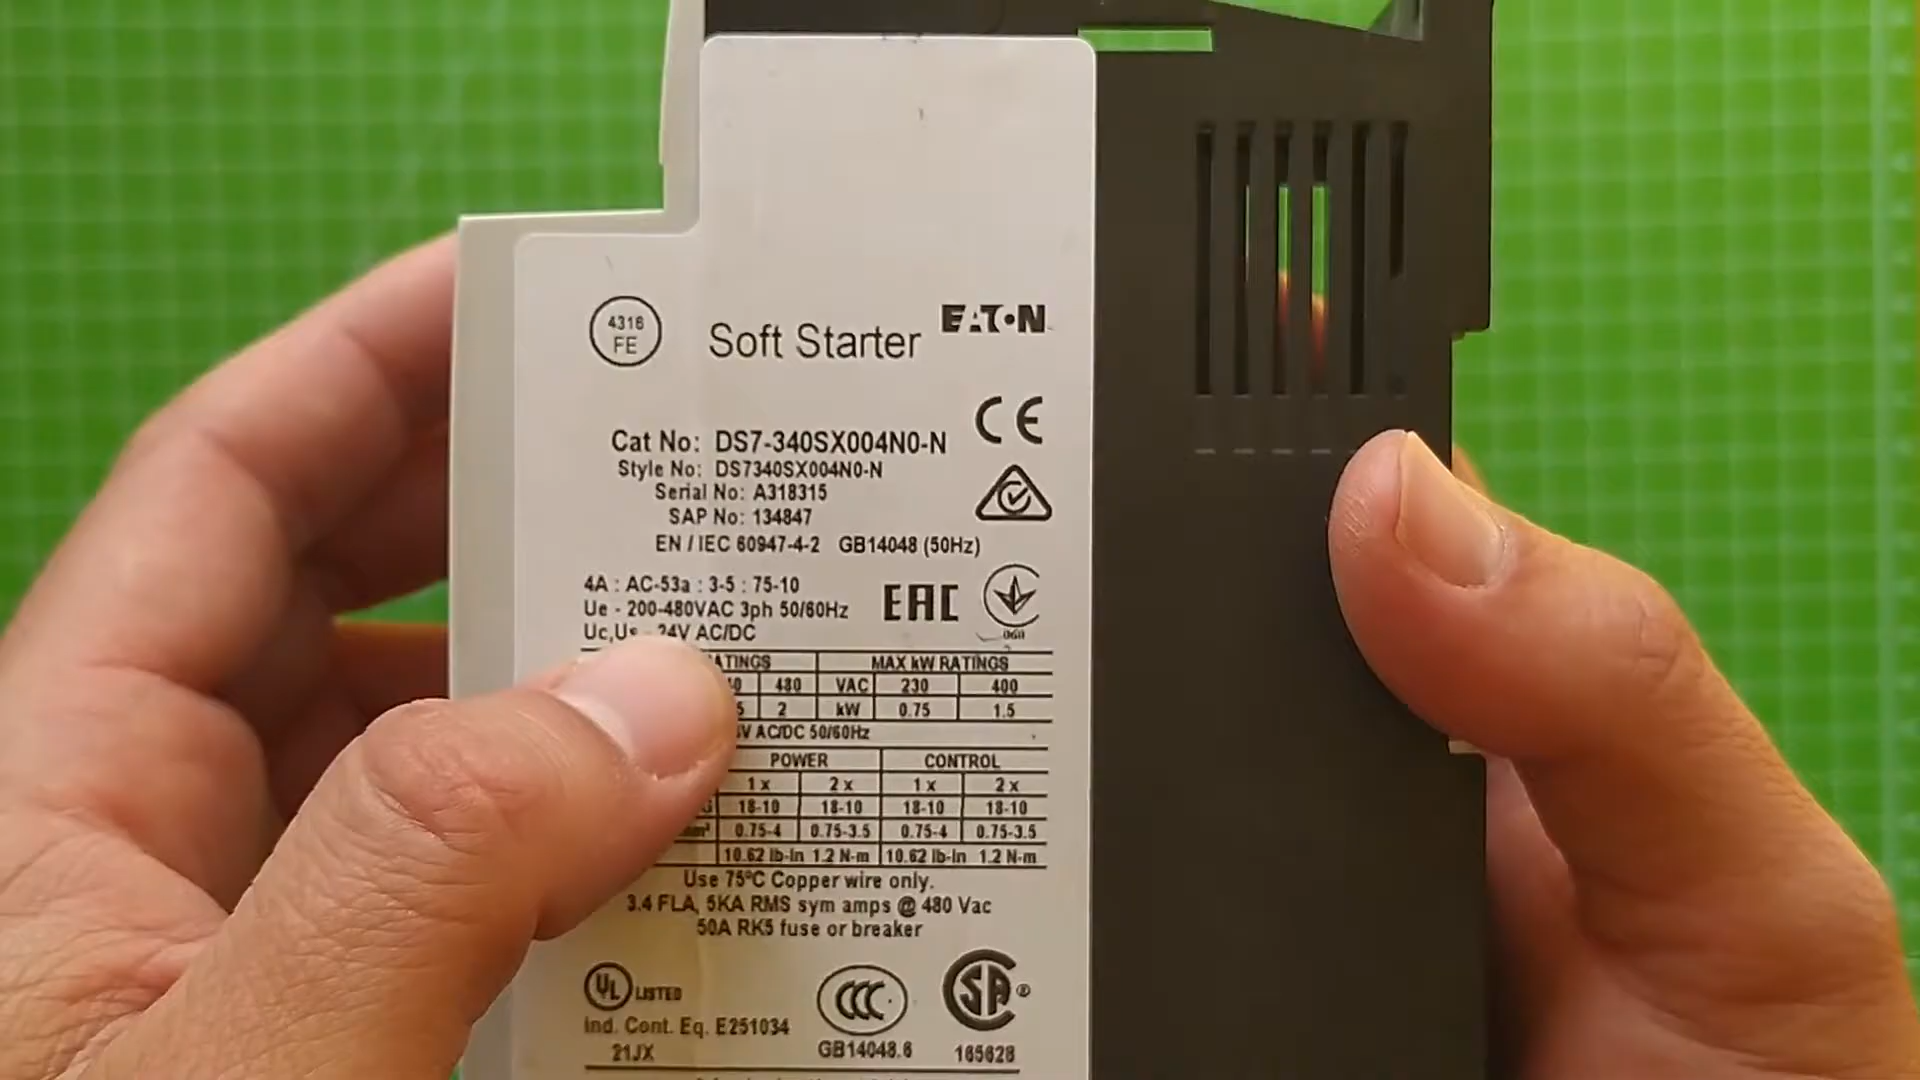 4316
FE
Soft Starter
EATON
CE
Cat No: DS7-340SX004N0-N
Style No: DS7340SX004N0-N
Serial No: A318315
SAP No: 134847
EN / IEC 60947-4-2 GB14048 (50Hz)
4A : AC-53a : 3-5 : 75-10
Ue - 200-480VAC 3ph 50/60Hz
EAC
Uc,Us - 24V AC/DC
MAX kW RATINGS
480 VAC 230 400
2 kW 0.75 1.5
AC/DC 50/60Hz
POWER CONTROL
1 x 2 x 1 x 2 x
18-10 18-10 18-10 18-10
0.75-4 0.75-3.5 0.75-4 0.75-3.5
10.62 lb-in 1.2 N-m 10.62 lb-in 1.2 N-m
Use 75ºC Copper wire only.
3.4 FLA, 5KA RMS sym amps @ 480 Vac
50A RK5 fuse or breaker
UL LISTED
CCC
SA ®
Ind. Cont. Eq. E251034
21JX
GB14048.6
165628